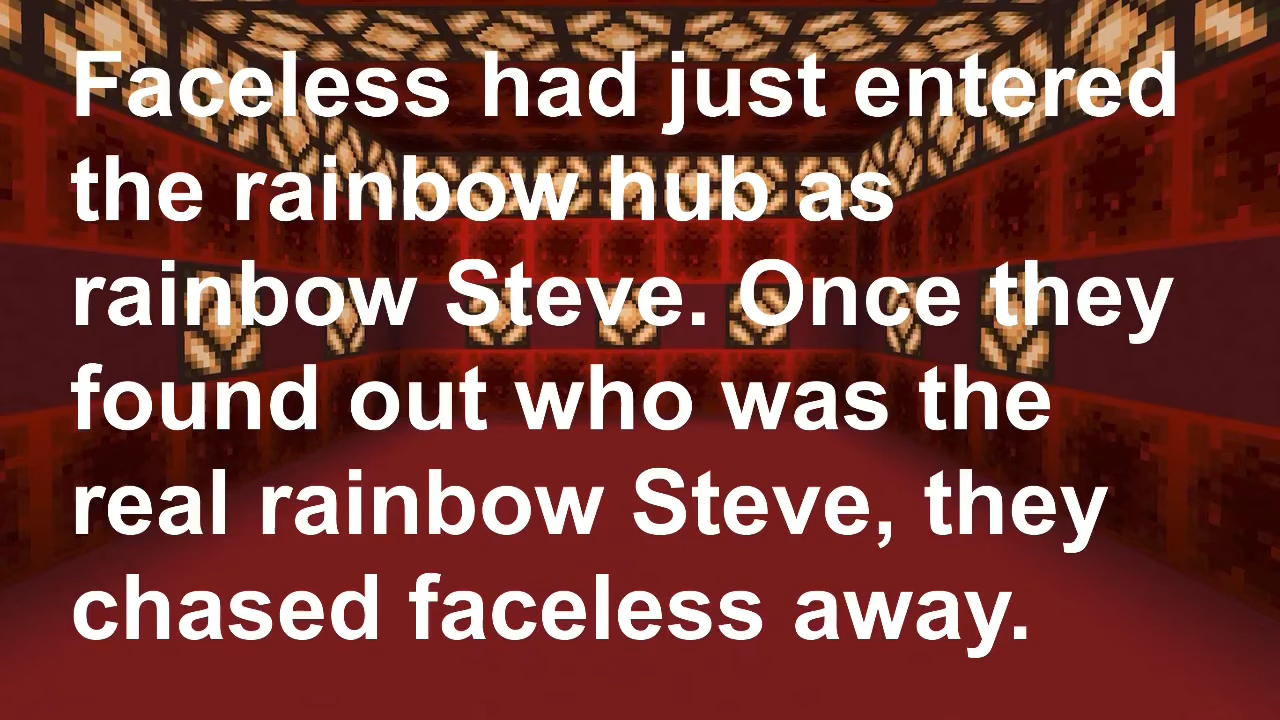 Faceless had just entered
the rainbow hub as
rainbow Steve. Once they
found out who was the
real rainbow Steve, they
chased faceless away.